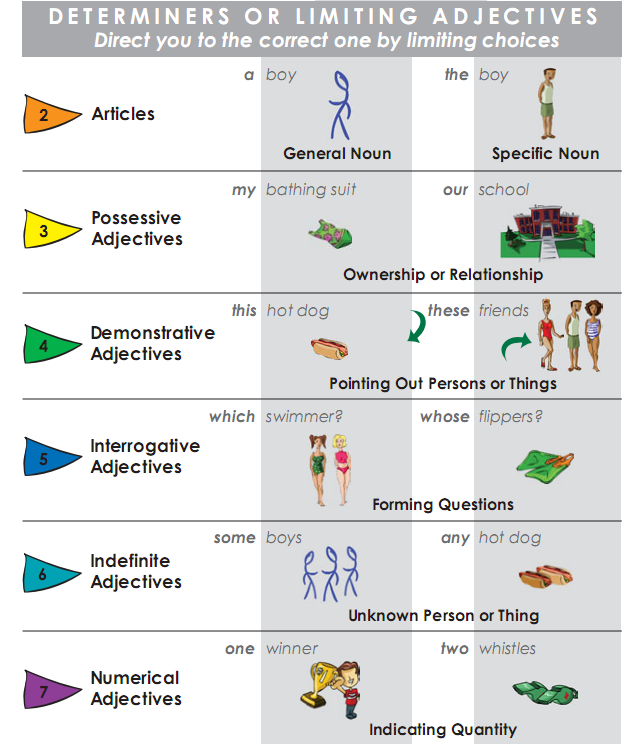 DETERMINERS OR LIMITING ADJECTIVES
Direct you to the correct one by limiting choices
a boy the boy
2 Articles
General Noun Specific Noun
my bathing suit our school
3 Possessive
Adjectives
Ownership or Relationship
this hot dog these friends
4 Demonstrative
Adjectives
Pointing Out Persons or Things
which swimmer? whose flippers?
5 Interrogative
Adjectives
Forming Questions
some boys any hot dog
6 Indefinite
Adjectives
Unknown Person or Thing
one winner two whistles
7 Numerical
Adjectives
Indicating Quantity